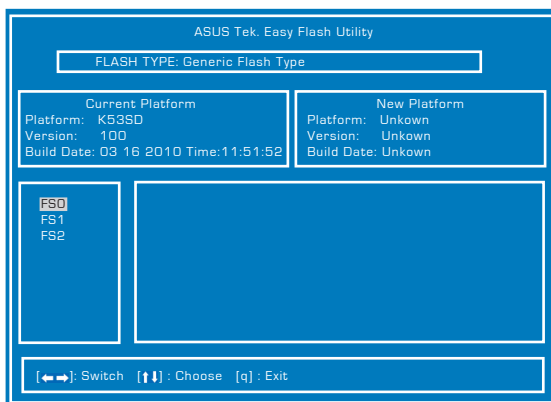 ASUS Tek. Easy Flash Utility
FLASH TYPE: Generic Flash Type
Current Platform
Platform: K53SD
Version: 100
Build Date: 03 16 2010 Time:11:51:52
New Platform
Platform: Unkown
Version: Unkown
Build Date: Unkown
FS0
FS1
FS2
[←→]: Switch [↑↓] : Choose [q] : Exit